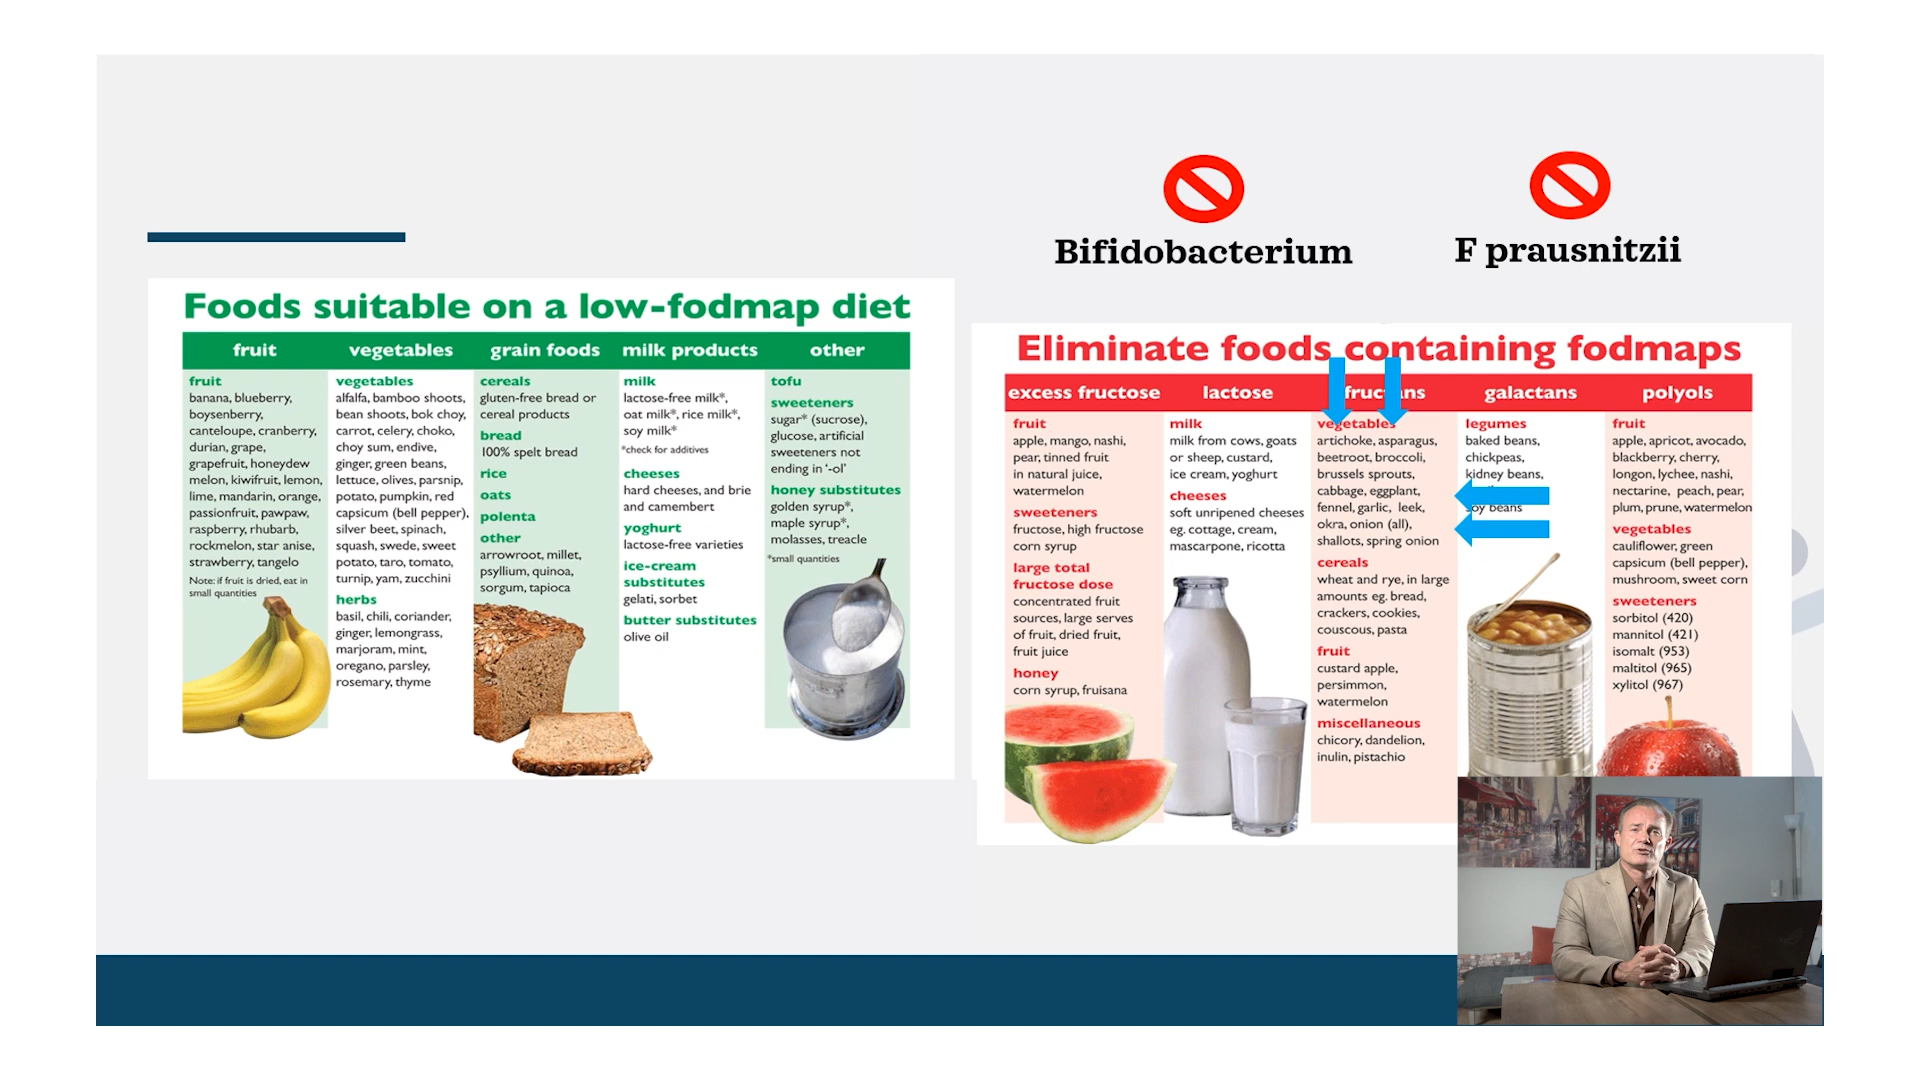 Bifidobacterium
F prausnitzii
Foods suitable on a low-fodmap diet
fruit
vegetables
grain foods
milk products
other
fruit
banana, blueberry,
boysenberry,
canteloupe, cranberry,
durian, grape,
grapefruit, honeydew
melon, kiwifruit, lemon,
lime, mandarin, orange,
passionfruit, pawpaw,
raspberry, rhubarb,
rockmelon, star anise,
strawberry, tangelo
Note: if fruit is dried, eat in
small quantities
vegetables
alfalfa, bamboo shoots,
bean shoots, bok choy,
carrot, celery, choko,
choy sum, endive,
ginger, green beans,
lettuce, olives, parsnip,
potato, pumpkin, red
capsicum (bell pepper),
silver beet, spinach,
squash, swede, sweet
potato, taro, tomato,
turnip, yam, zucchini
herbs
basil, chili, coriander,
ginger, lemongrass,
marjoram, mint,
oregano, parsley,
rosemary, thyme
cereals
gluten-free bread or
cereal products
bread
100% spelt bread
rice
oats
polenta
other
arrowroot, millet,
psyllium, quinoa,
sorgum, tapioca
milk
lactose-free milk*,
oat milk*, rice milk*,
soy milk*
*check for additives
cheeses
hard cheeses, and brie
and camembert
yoghurt
lactose-free varieties
ice-cream
substitutes
gelati, sorbet
butter substitutes
olive oil
tofu
sweeteners
sugar* (sucrose),
glucose, artificial
sweeteners not
ending in '-ol'
honey substitutes
golden syrup*,
maple syrup*,
molasses, treacle
*small quantities
Eliminate foods containing fodmaps
excess fructose
lactose
fructans
galactans
polyols
fruit
apple, mango, nashi,
pear, tinned fruit
in natural juice,
watermelon
sweeteners
fructose, high fructose
corn syrup
large total
fructose dose
concentrated fruit
sources, large serves
of fruit, dried fruit,
fruit juice
honey
corn syrup, fruisana
milk
milk from cows, goats
or sheep, custard,
ice cream, yoghurt
cheeses
soft unripened cheeses
eg. cottage, cream,
mascarpone, ricotta
vegetables
artichoke, asparagus,
beetroot, broccoli,
brussels sprouts,
cabbage, eggplant,
fennel, garlic, leek,
okra, onion (all),
shallots, spring onion
cereals
wheat and rye, in large
amounts eg. bread,
crackers, cookies,
couscous, pasta
fruit
custard apple,
persimmon,
watermelon
miscellaneous
chicory, dandelion,
inulin, pistachio
legumes
baked beans,
chickpeas,
kidney beans,
soy beans
fruit
apple, apricot, avocado,
blackberry, cherry,
longon, lychee, nashi,
nectarine, peach, pear,
plum, prune, watermelon
vegetables
cauliflower, green
capsicum (bell pepper),
mushroom, sweet corn
sweeteners
sorbitol (420)
mannitol (421)
isomalt (953)
maltitol (965)
xylitol (967)